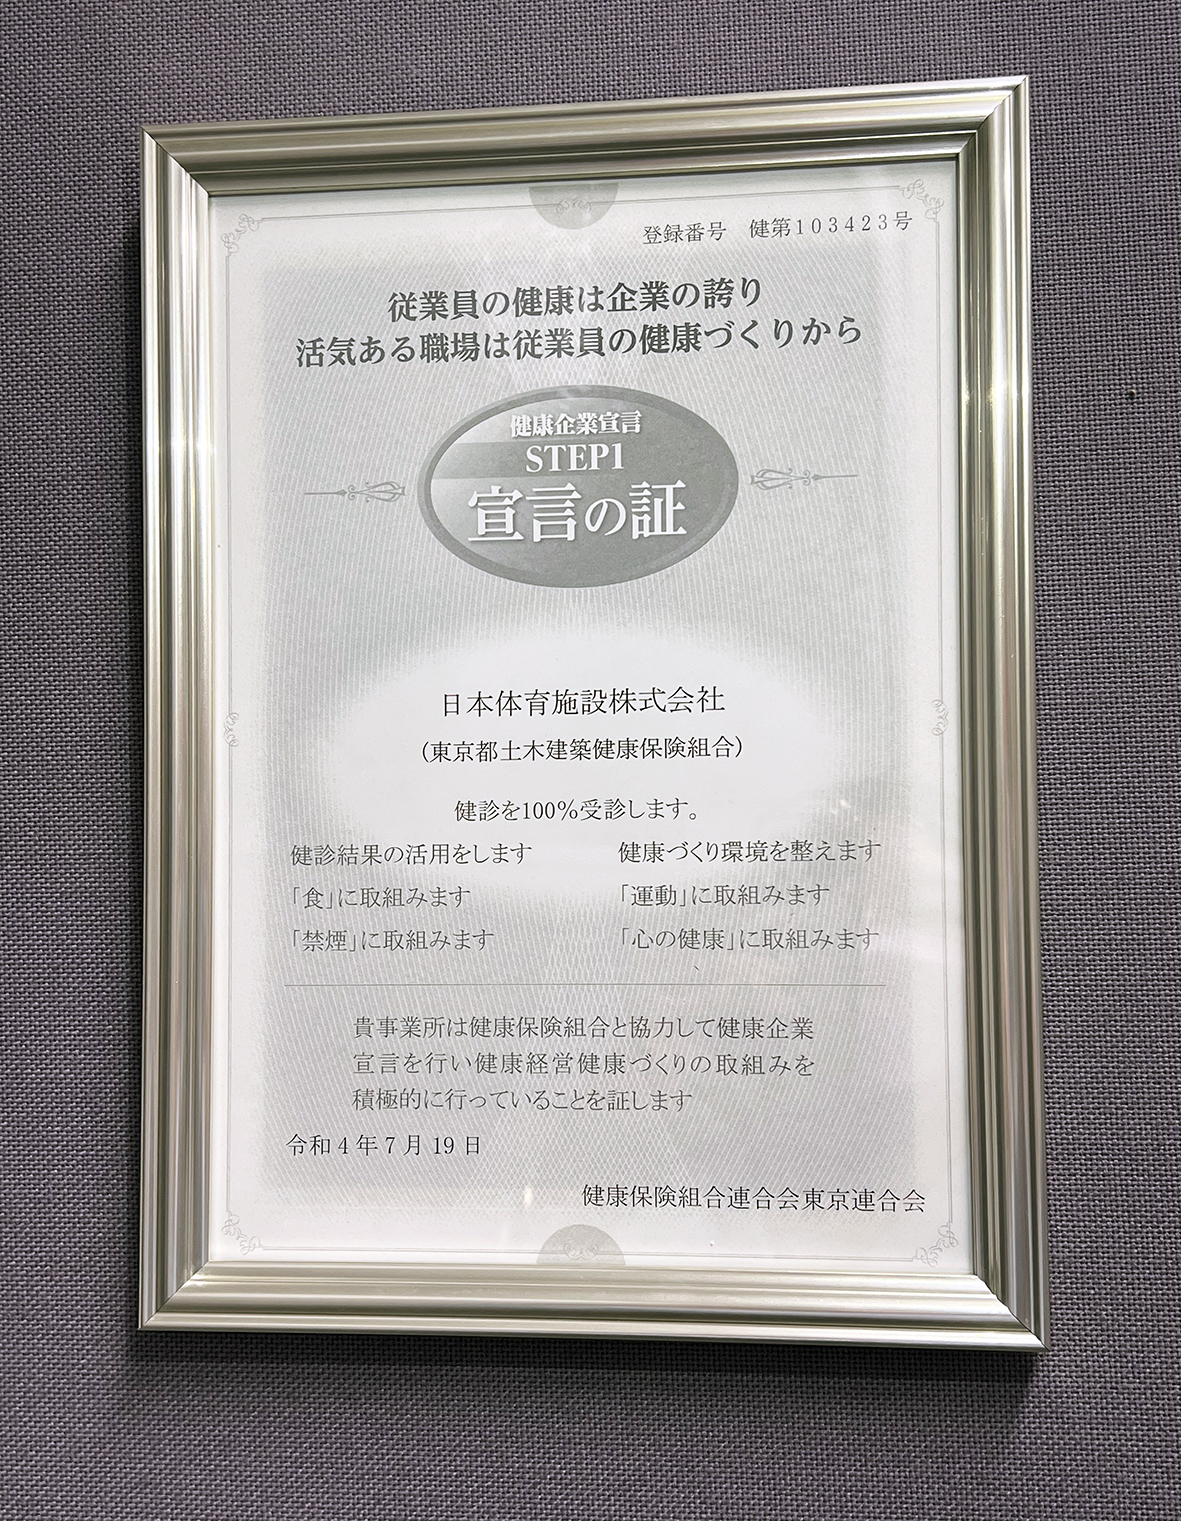 登録番号 健第103423号
従業員の健康は企業の誇り
活気ある職場は従業員の健康づくりから
健康企業宣言
STEP1
宣言の証
日本体育施設株式会社
(東京都土木建築健康保険組合)
健診を100%受診します。
健診結果の活用をします 健康づくり環境を整えます
「食」に取組みます 「運動」に取組みます
「禁煙」に取組みます 「心の健康」に取組みます
貴事業所は健康保険組合と協力して健康企業
宣言を行い健康経営健康づくりの取組みを
積極的に行っていることを証します
令和4年7月19日
健康保険組合連合会東京連合会